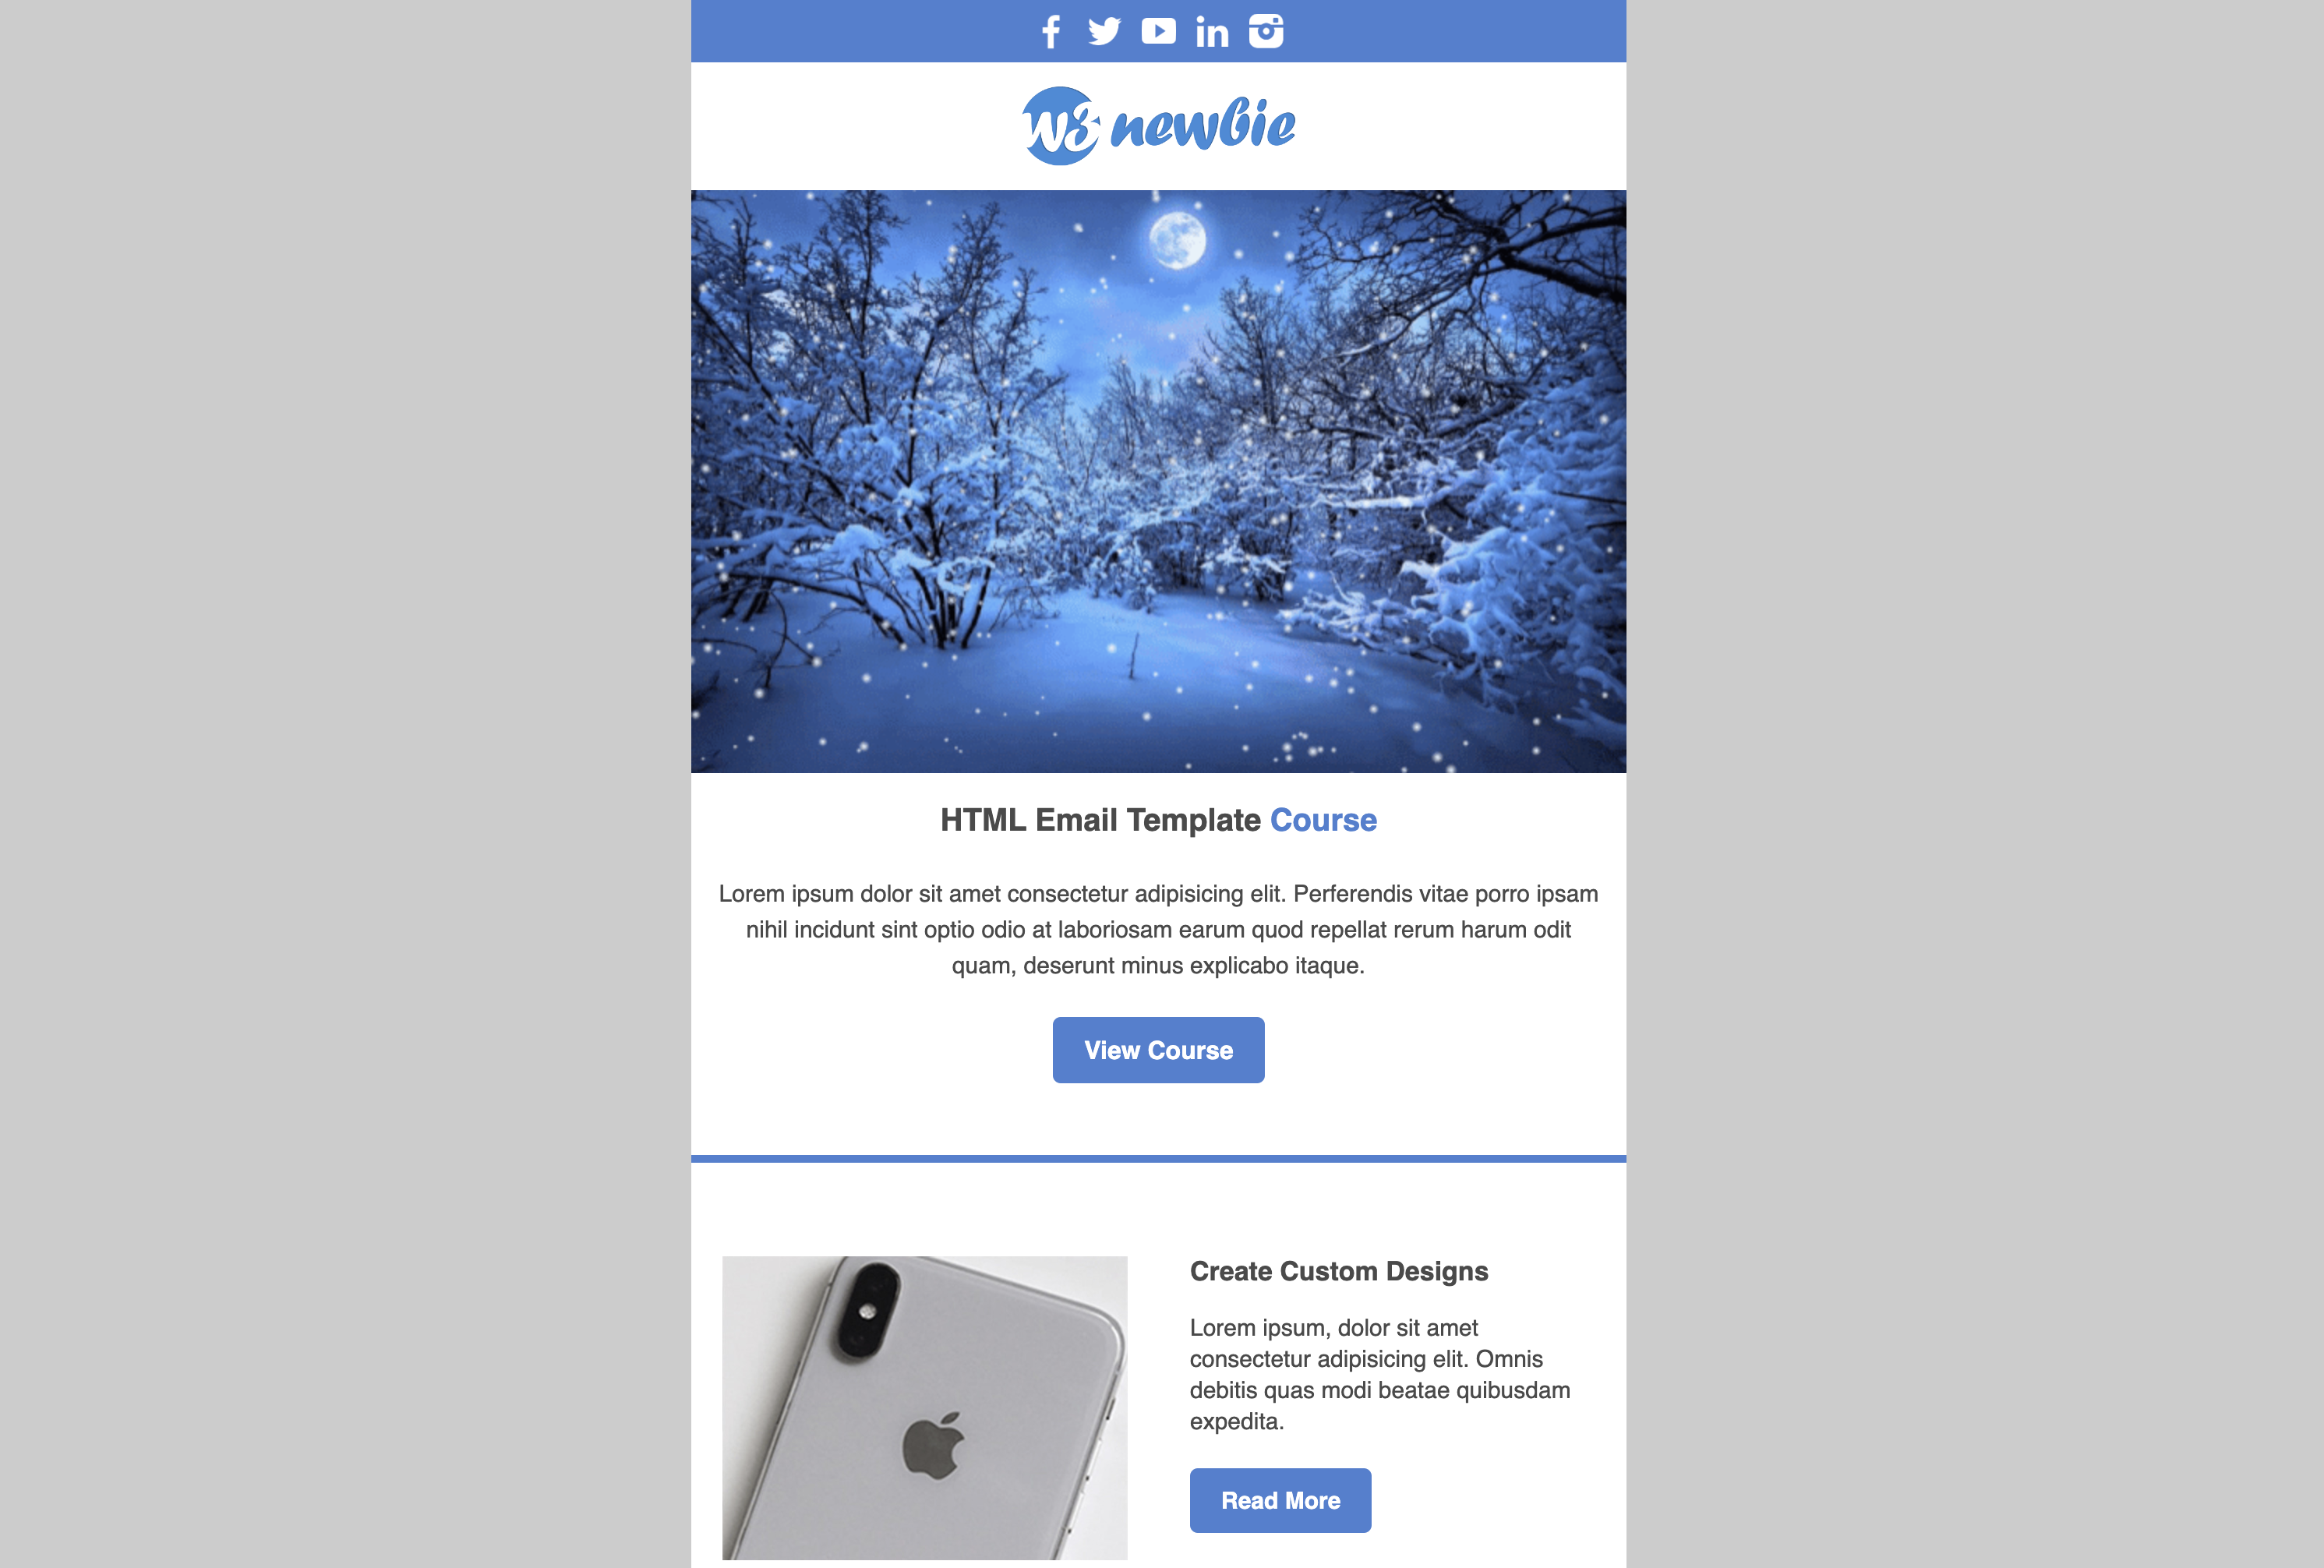 W3 newbie
HTML Email Template Course
Lorem ipsum dolor sit amet consectetur adipisicing elit. Perferendis vitae porro ipsam
nihil incidunt sint optio odio at laboriosam earum quod repellat rerum harum odit
quam, deserunt minus explicabo itaque.
View Course
Create Custom Designs
Lorem ipsum, dolor sit amet
consectetur adipisicing elit. Omnis
debitis quas modi beatae quibusdam
expedita.
Read More